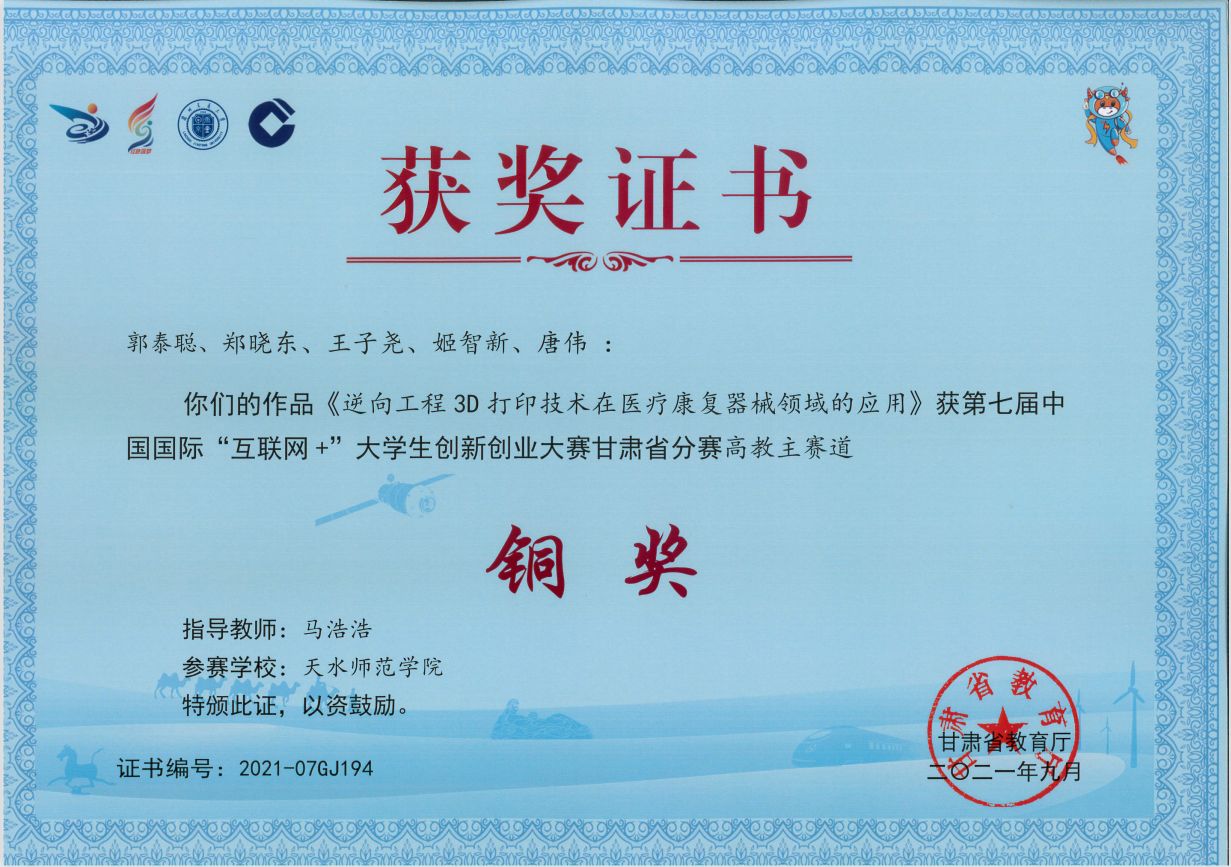 获奖证书
郭泰聪、郑晓东、王子尧、姬智新、唐伟 ：
你们的作品《逆向工程3D打印技术在医疗康复器械领域的应用》获第七届中
国国际“互联网+”大学生创新创业大赛甘肃省分赛高教主赛道
铜 奖
指导教师：马浩浩
参赛学校：天水师范学院
特颁此证，以资鼓励。
甘肃省教育厅
甘肃省教育厅
二〇二一年九月
证书编号：2021-07GJ194